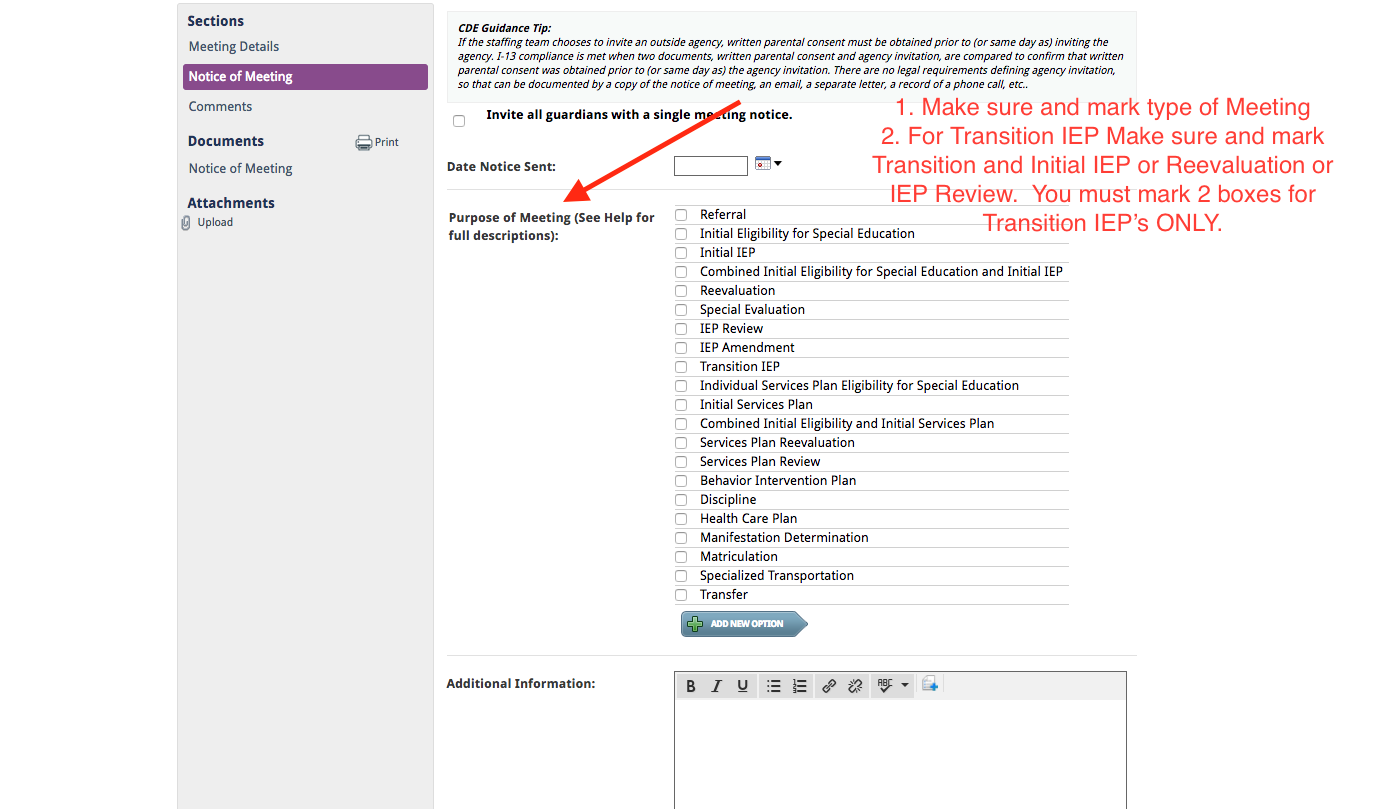 Sections
Meeting Details
Notice of Meeting
Comments
Documents
Print
Notice of Meeting
Attachments
Upload
CDE Guidance Tip:
If the staffing team chooses to invite an outside agency, written parental consent must be obtained prior to (or same day as) inviting the
agency. I-13 compliance is met when two documents, written parental consent and agency invitation, are compared to confirm that written
parental consent was obtained prior to (or same day as) the agency invitation. There are no legal requirements defining agency invitation,
so that can be documented by a copy of the notice of meeting, an email, a separate letter, a record of a phone call, etc..
Invite all guardians with a single meeting notice.
1. Make sure and mark type of Meeting
2. For Transition IEP Make sure and mark
Transition and Initial IEP or Reevaluation or
IEP Review.  You must mark 2 boxes for
Transition IEP's ONLY.
Date Notice Sent:
Purpose of Meeting (See Help for
full descriptions):
Referral
Initial Eligibility for Special Education
Initial IEP
Combined Initial Eligibility for Special Education and Initial IEP
Reevaluation
Special Evaluation
IEP Review
IEP Amendment
Transition IEP
Individual Services Plan Eligibility for Special Education
Initial Services Plan
Combined Initial Eligibility and Initial Services Plan
Services Plan Reevaluation
Services Plan Review
Behavior Intervention Plan
Discipline
Health Care Plan
Manifestation Determination
Matriculation
Specialized Transportation
Transfer
ADD NEW OPTION
Additional Information:
B I U ABC